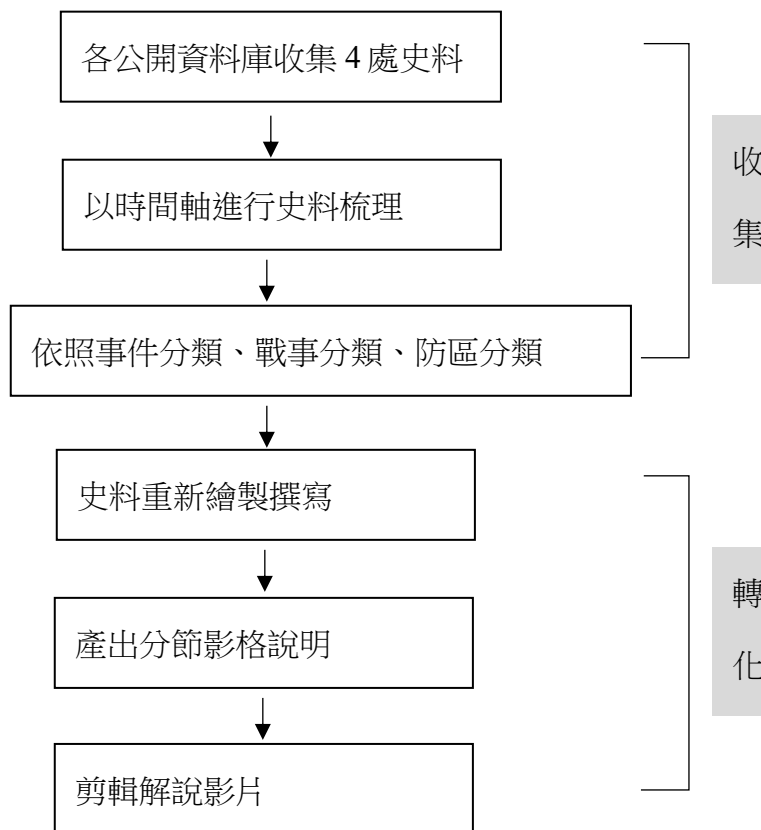 各公開資料庫收集 4 處史料
以時間軸進行史料梳理
依照事件分類、戰事分類、防區分類
收
集
史料重新繪製撰寫
產出分節影格說明
轉
化
剪輯解說影片